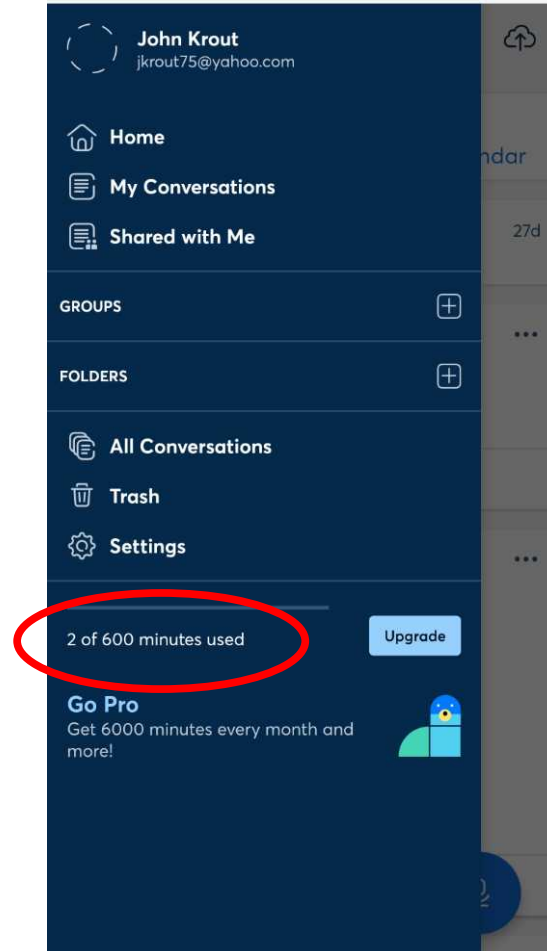 John Krout
jkrout75@yahoo.com
Home
ndar
My Conversations
Shared with Me
27d
GROUPS
FOLDERS
All Conversations
Trash
Settings
2 of 600 minutes used
Upgrade
Go Pro
Get 6000 minutes every month and
more!